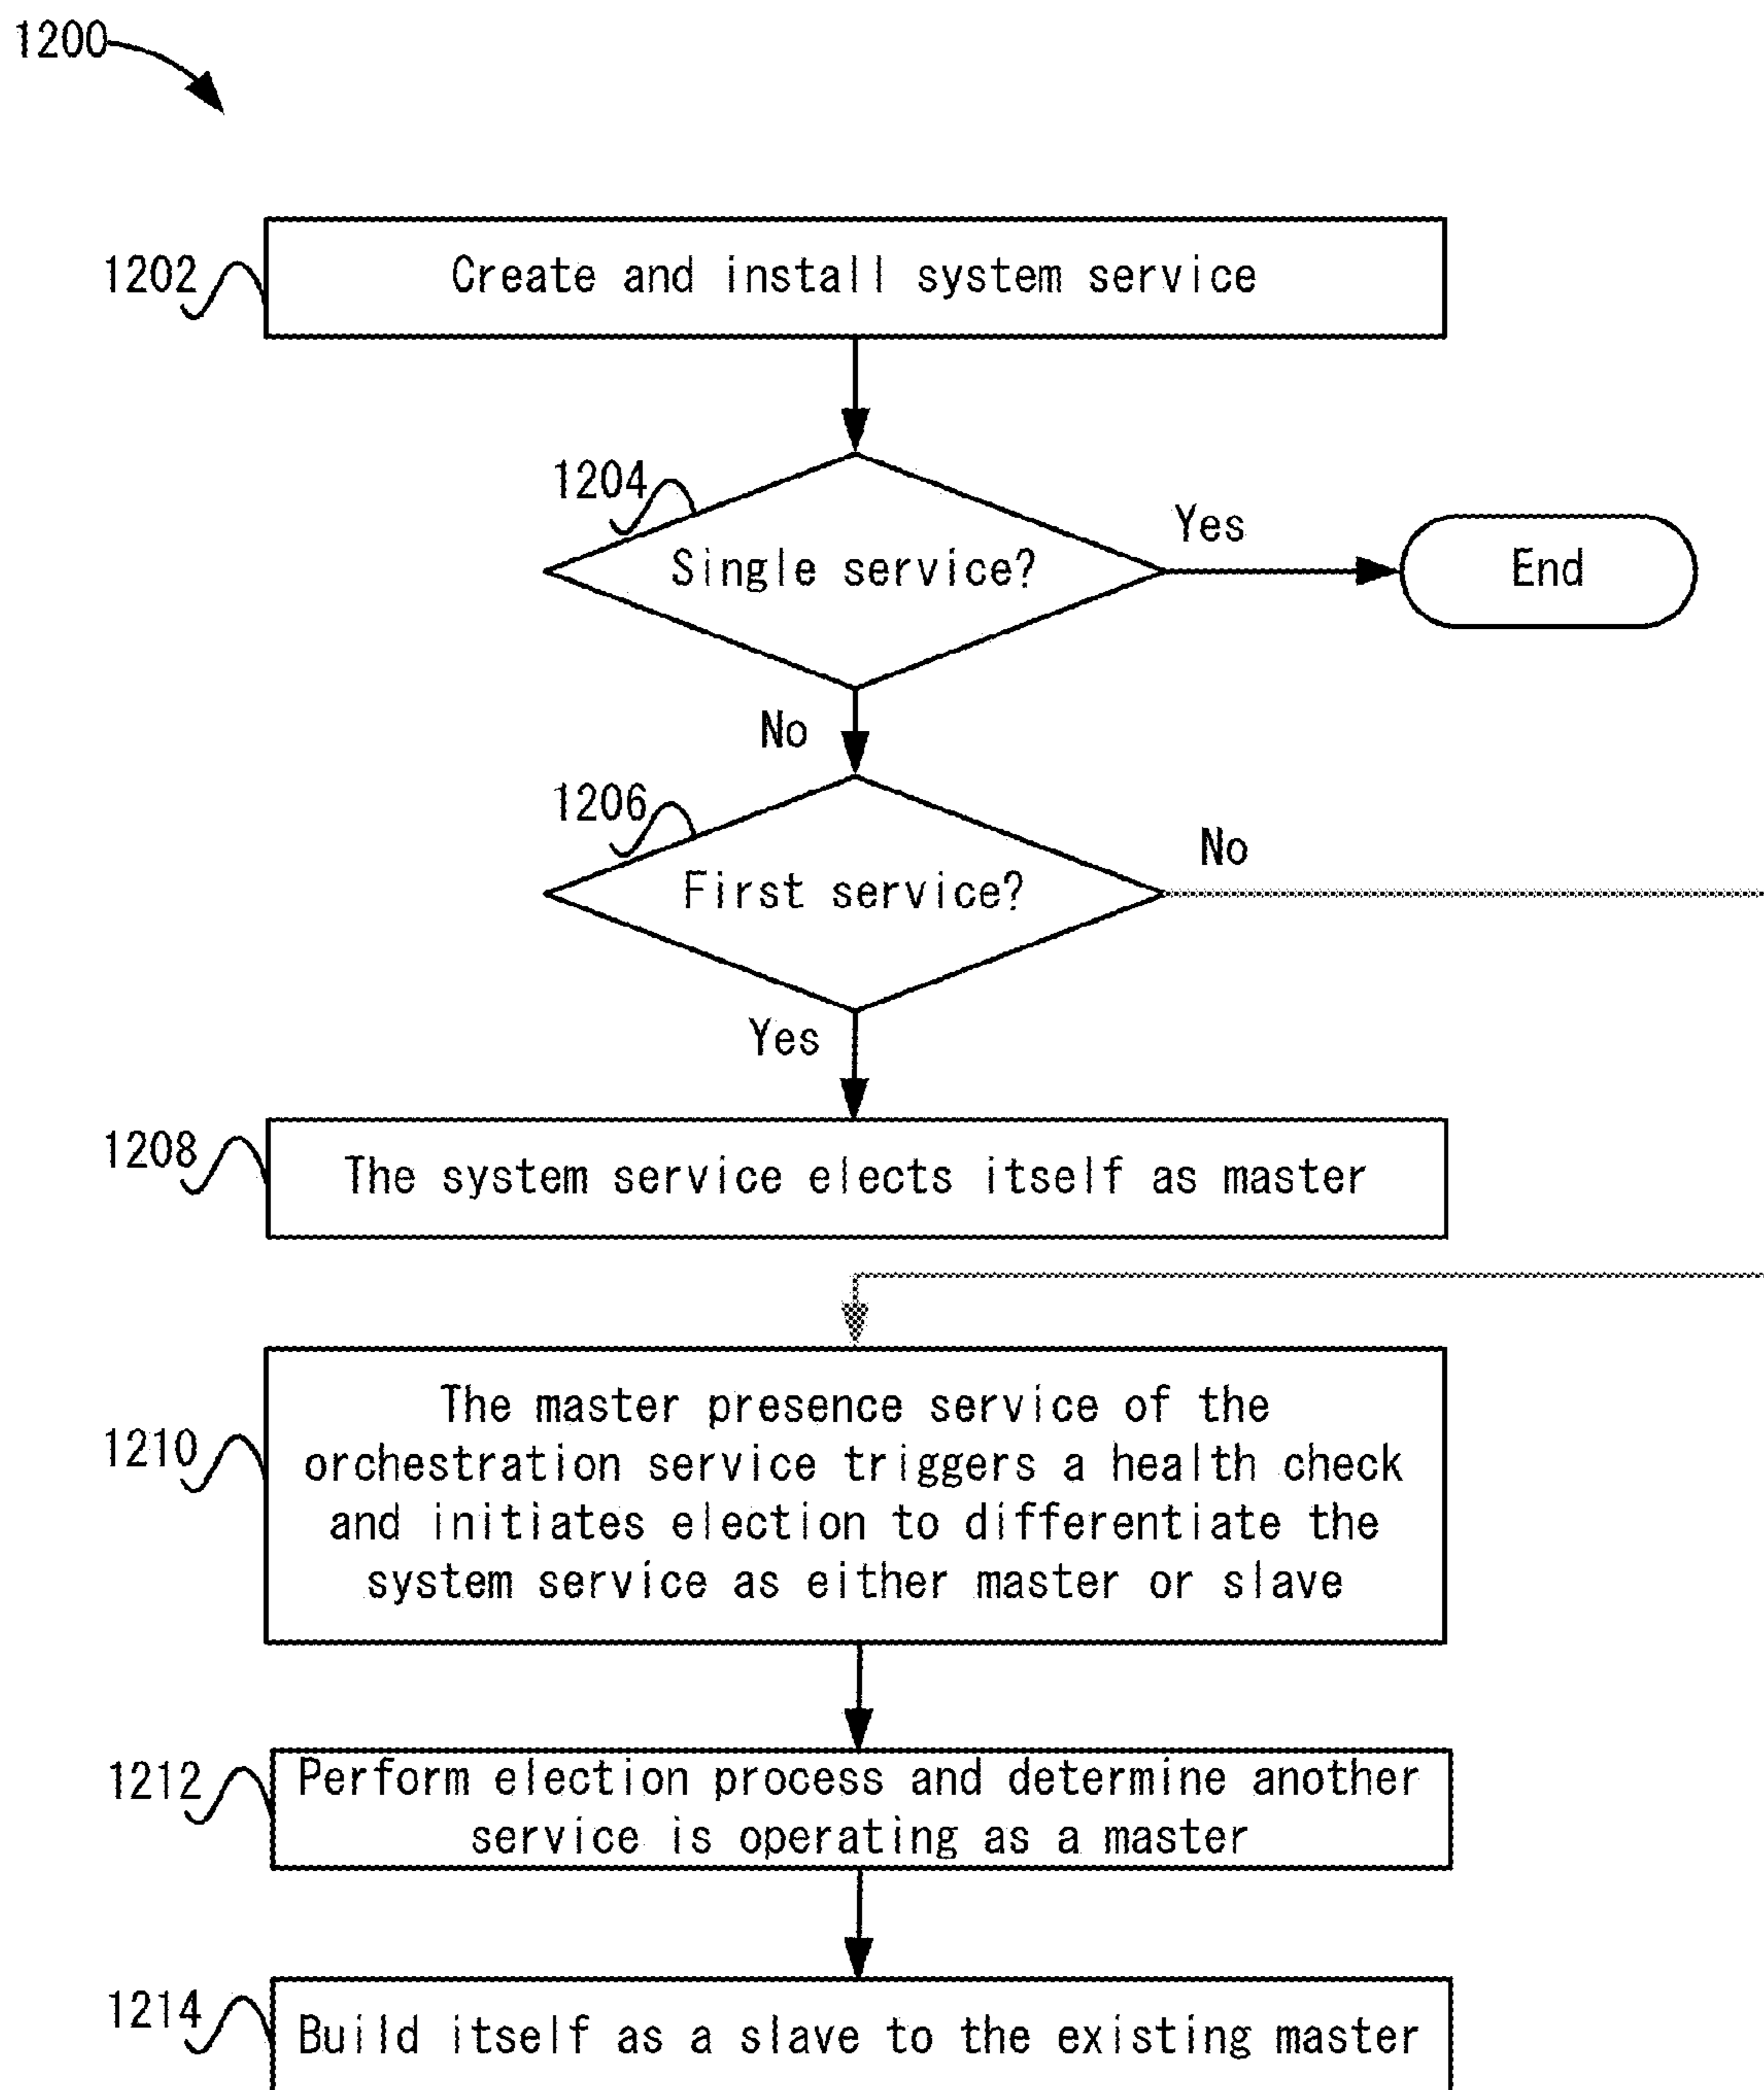 1200
1202
Create and install system service
1204
Single service?
Yes
End
No
1206
First service?
No
Yes
1208
The system service elects itself as master
1210
The master presence service of the
orchestration service triggers a health check
and initiates election to differentiate the
system service as either master or slave
1212
Perform election process and determine another
service is operating as a master
1214
Build itself as a slave to the existing master